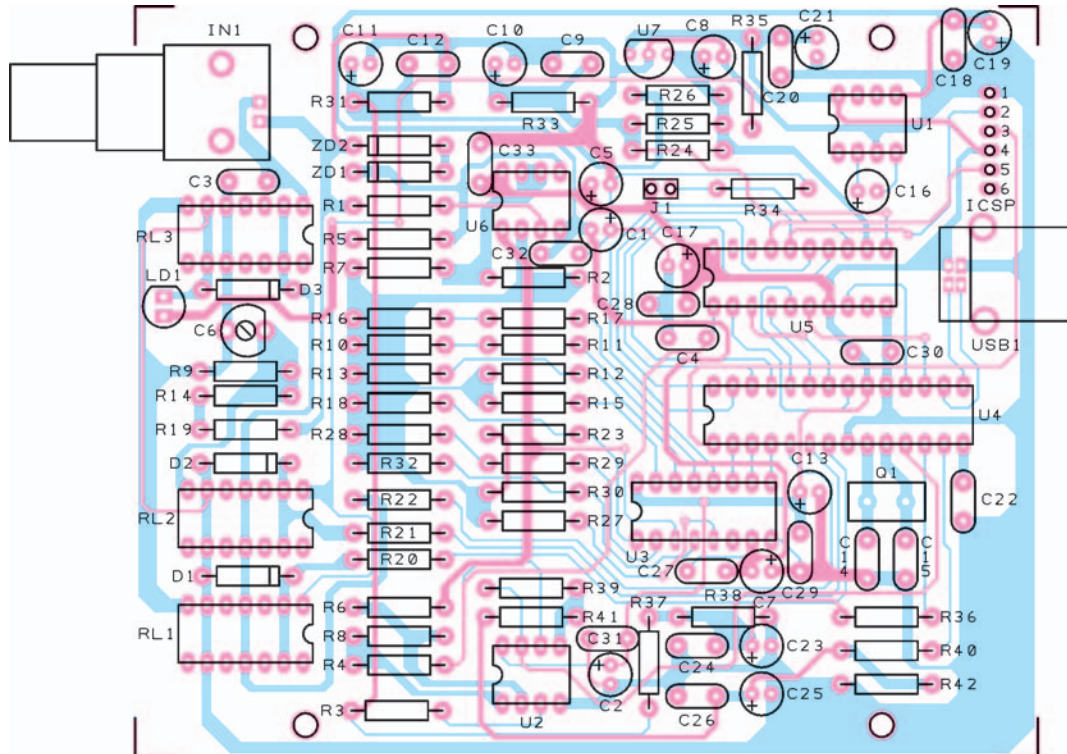 IN1
C11
C12
C10
C9
U7
C8
R35
C21
C18
C19
R31
R33
R26
R25
R24
C20
U1
1
2
3
4
5
6
ICSP
ZD2
ZD1
C33
C5
C3
R1
U6
J1
R34
C16
RL3
R5
R7
C32
C1
C17
R2
LD1
D3
C28
U5
C6
R16
R17
C4
C30
USB1
R10
R11
R9
R13
R12
R14
R18
R15
U4
R19
R28
R23
D2
R32
R29
C13
Q1
C22
RL2
R22
R30
R21
R27
U3
R20
C27
C29
C14
C15
D1
R39
R38
C7
RL1
R6
R41
R37
R36
R8
C31
C24
C23
R40
R4
C2
C26
C25
R42
R3
U2
+
+
+
+
+
+
+
+
+
+
+
+
+
+